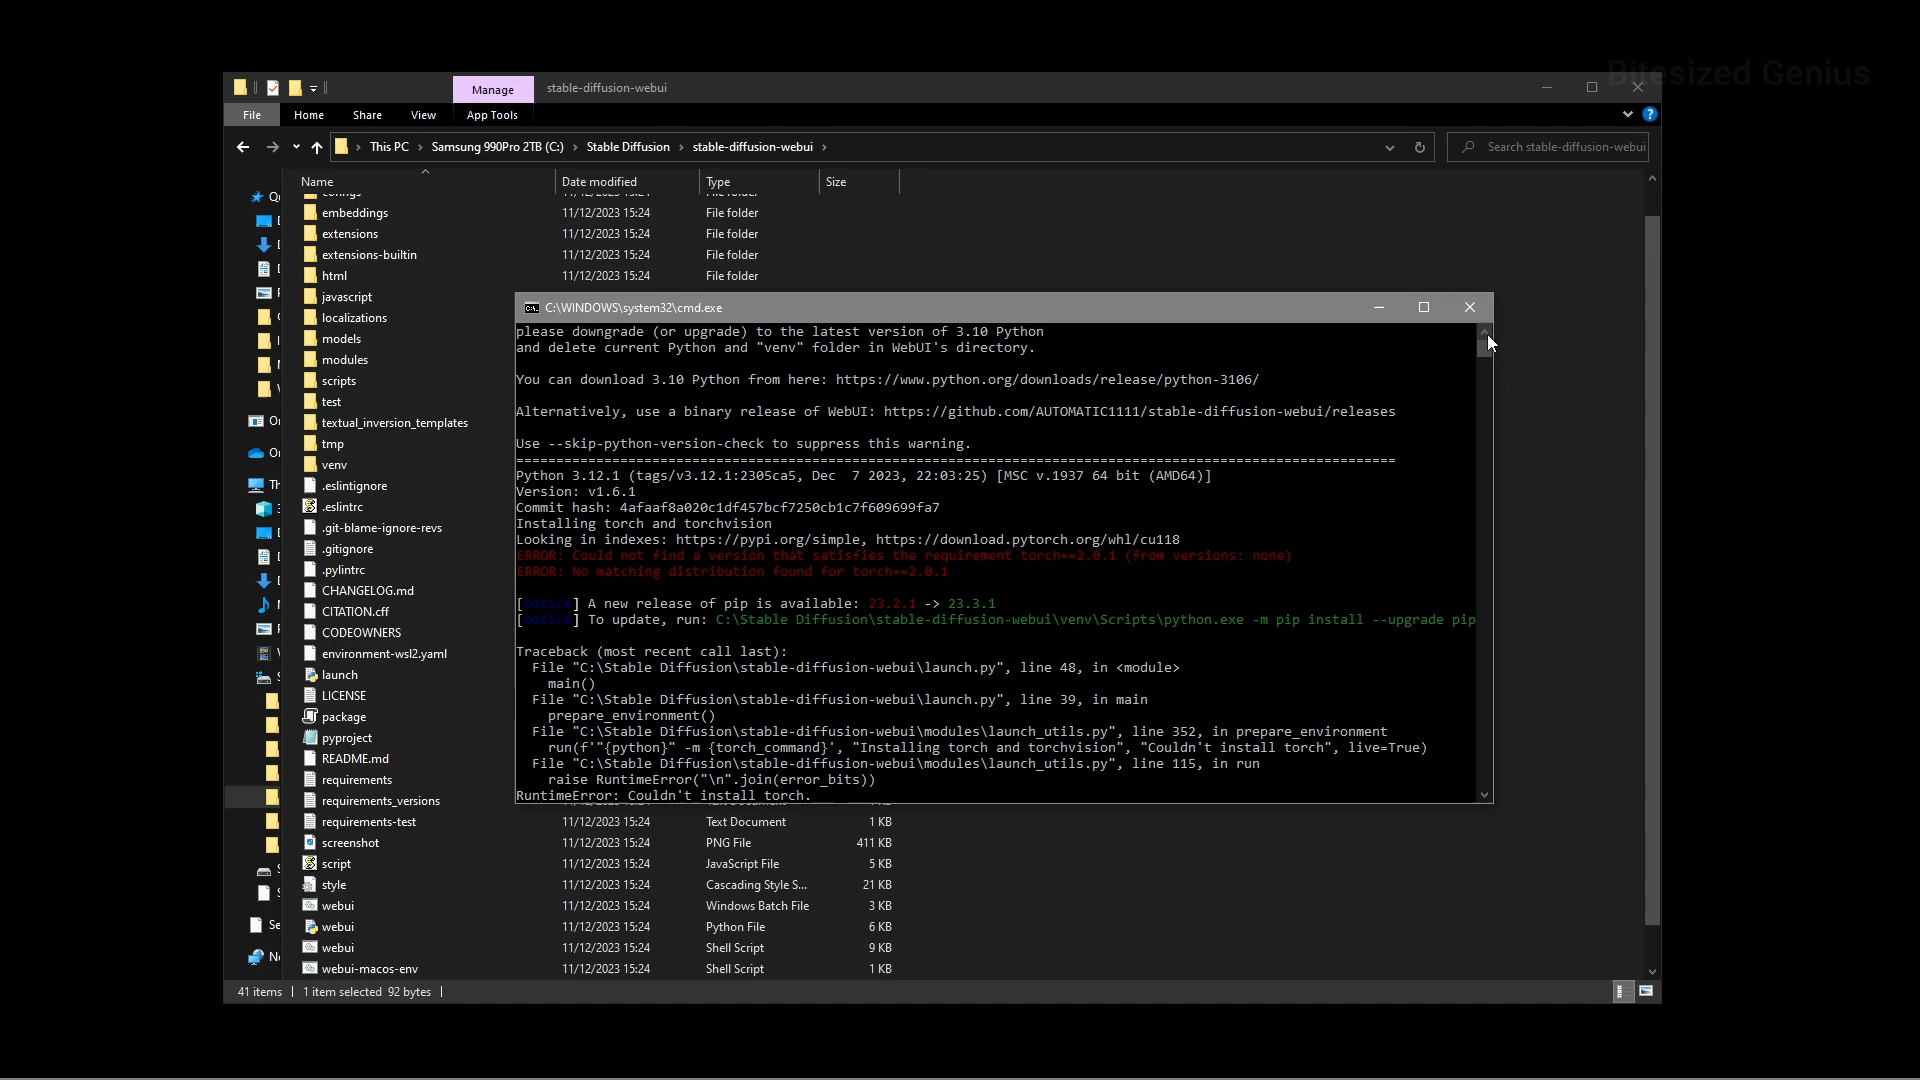 Bitesized Genius
Manage
stable-diffusion-webui
File
Home
Share
View
App Tools
This PC > Samsung 990Pro 2TB (C:) > Stable Diffusion > stable-diffusion-webui >
Search stable-diffusion-webui
Name
Date modified
Type
Size
embeddings 11/12/2023 15:24 File folder
extensions 11/12/2023 15:24 File folder
extensions-builtin 11/12/2023 15:24 File folder
html 11/12/2023 15:24 File folder
javascript
localizations
models
modules
scripts
test
textual_inversion_templates
tmp
venv
.eslintignore
.eslintrc
.git-blame-ignore-revs
.gitignore
.pylintrc
CHANGELOG.md
CITATION.cff
CODEOWNERS
environment-wsl2.yaml
launch
LICENSE
package
pyproject
README.md
requirements
requirements_versions
requirements-test 11/12/2023 15:24 Text Document 1 KB
screenshot 11/12/2023 15:24 PNG File 411 KB
script 11/12/2023 15:24 JavaScript File 5 KB
style 11/12/2023 15:24 Cascading Style S... 21 KB
webui 11/12/2023 15:24 Windows Batch File 3 KB
webui 11/12/2023 15:24 Python File 6 KB
webui 11/12/2023 15:24 Shell Script 9 KB
webui-macos-env 11/12/2023 15:24 Shell Script 1 KB
41 items | 1 item selected 92 bytes |
C:\WINDOWS\system32\cmd.exe
please downgrade (or upgrade) to the latest version of 3.10 Python
and delete current Python and "venv" folder in WebUI's directory.
You can download 3.10 Python from here: https://www.python.org/downloads/release/python-3106/
Alternatively, use a binary release of WebUI: https://github.com/AUTOMATIC1111/stable-diffusion-webui/releases
Use --skip-python-version-check to suppress this warning.
==============================================================================================================
Python 3.12.1 (tags/v3.12.1:2305ca5, Dec  7 2023, 22:03:25) [MSC v.1937 64 bit (AMD64)]
Version: v1.6.1
Commit hash: 4afaaf8a020c1df457bcf7250cb1c7f609699fa7
Installing torch and torchvision
Looking in indexes: https://pypi.org/simple, https://download.pytorch.org/whl/cu118
ERROR: Could not find a version that satisfies the requirement torch==2.0.1 (from versions: none)
ERROR: No matching distribution found for torch==2.0.1
[notice] A new release of pip is available: 23.2.1 -> 23.3.1
[notice] To update, run: C:\Stable Diffusion\stable-diffusion-webui\venv\Scripts\python.exe -m pip install --upgrade pip
Traceback (most recent call last):
File "C:\Stable Diffusion\stable-diffusion-webui\launch.py", line 48, in <module>
main()
File "C:\Stable Diffusion\stable-diffusion-webui\launch.py", line 39, in main
prepare_environment()
File "C:\Stable Diffusion\stable-diffusion-webui\modules\launch_utils.py", line 352, in prepare_environment
run(f'"{python}" -m {torch_command}', "Installing torch and torchvision", "Couldn't install torch", live=True)
File "C:\Stable Diffusion\stable-diffusion-webui\modules\launch_utils.py", line 115, in run
raise RuntimeError("\n".join(error_bits))
RuntimeError: Couldn't install torch.